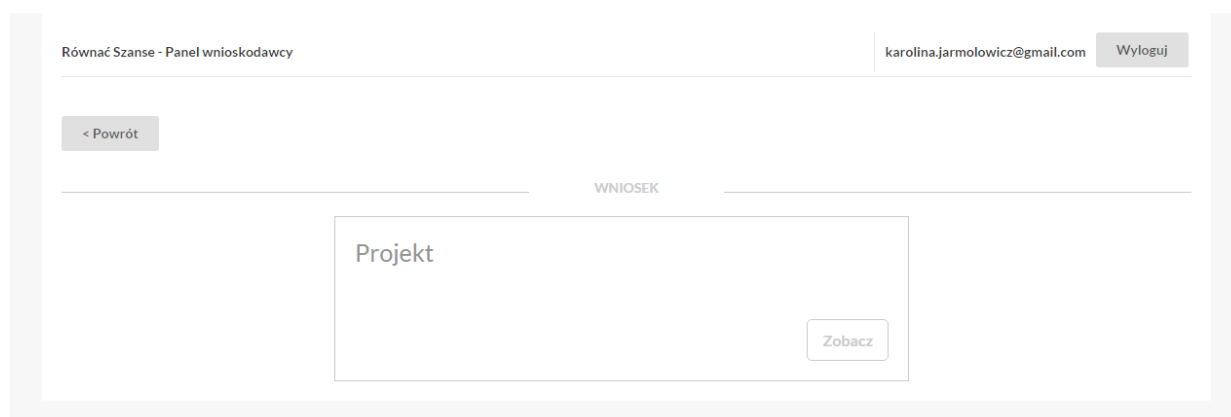 Równać Szanse - Panel wnioskodawcy
karolina.jarmolowicz@gmail.com
Wyloguj
< Powrót
WNIOSEK
Projekt
Zobacz